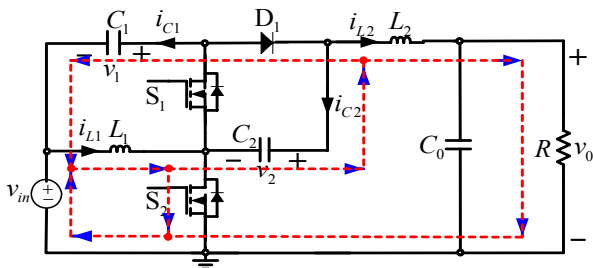 C1 iC1 D1 iL2 L2
− + +
v1
S1 iC2
iL1 L1 C2 C0 R v0
− +
v2
vin S2
−